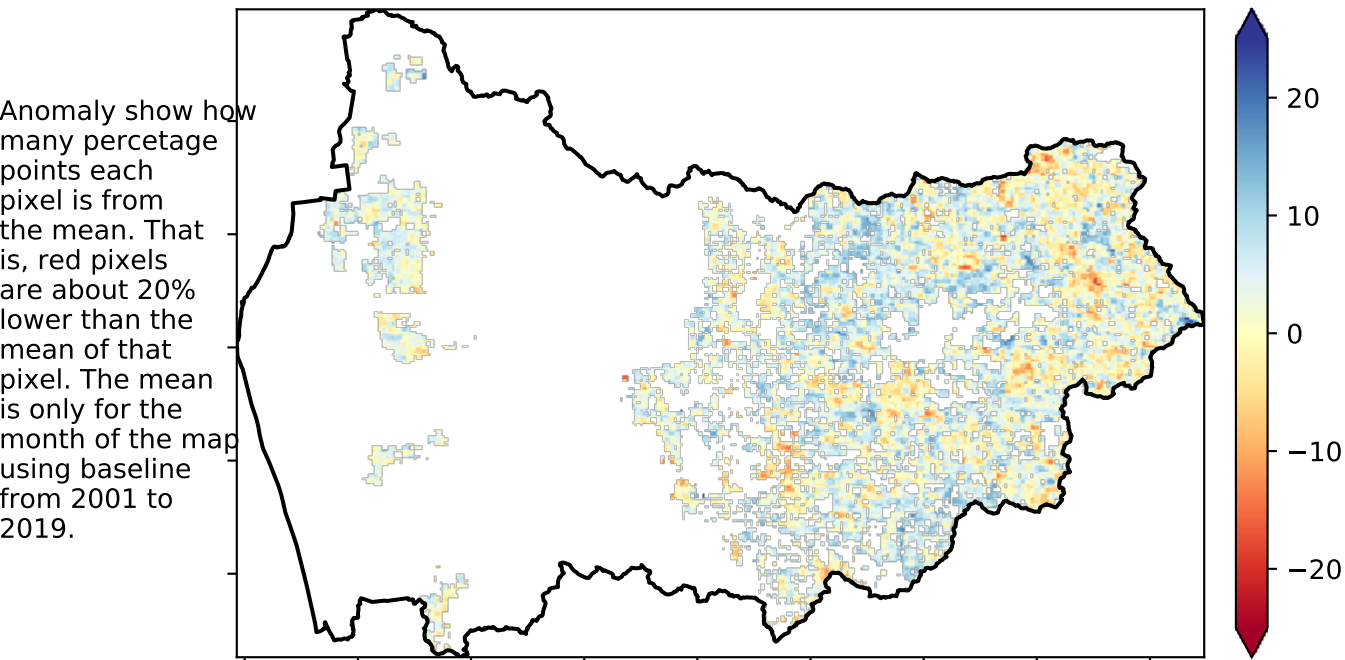 Anomaly show how
many percetage
points each
pixel is from
the mean. That
is, red pixels
are about 20%
lower than the
mean of that
pixel. The mean
is only for the
month of the map
using baseline
from 2001 to
2019.
20
10
0
−10
−20